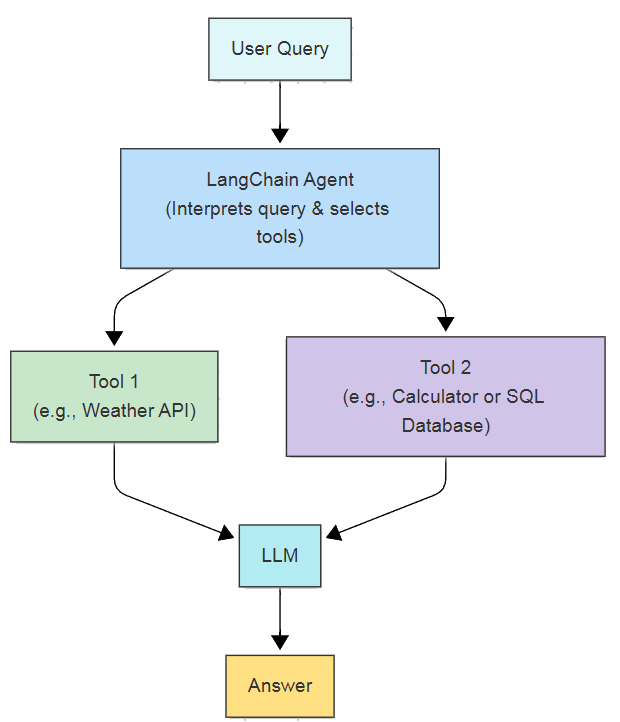 User Query
LangChain Agent
(Interprets query & selects
tools)
Tool 1
(e.g., Weather API)
Tool 2
(e.g., Calculator or SQL
Database)
LLM
Answer